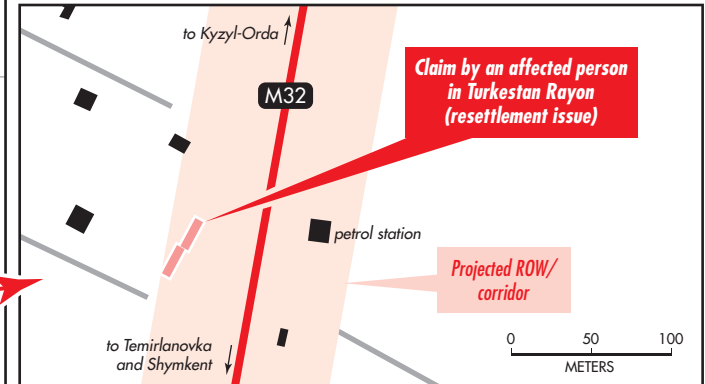 to Kyzyl-Orda
M32
Claim by an affected person
in Turkestan Rayon
(resettlement issue)
petrol station
Projected ROW/
corridor
to Temirlanovka
and Shymkent
0 50 100
METERS